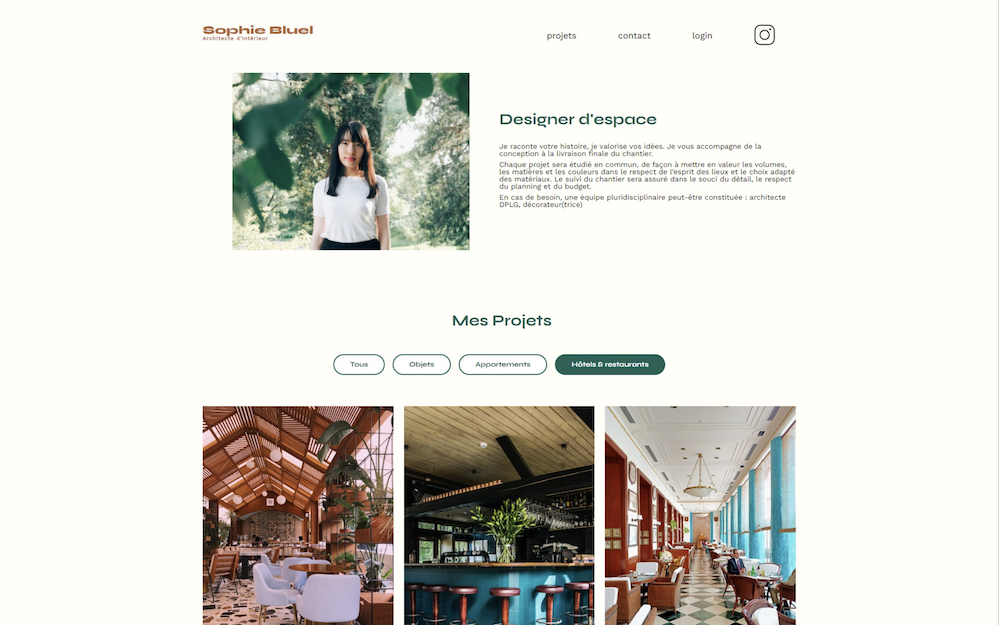 Sophie Bluel
Architecte d'intérieur
projets
contact
login
Designer d'espace
Je raconte votre histoire, je valorise vos idées. Je vous accompagne de la
conception à la livraison finale du chantier.
Chaque projet sera étudié en commun, de façon à mettre en valeur les volumes,
les matières et les couleurs dans le respect de l'esprit des lieux et le choix adapté
des matériaux. Le suivi du chantier sera assuré dans le souci du détail, le respect
du planning et du budget.
En cas de besoin, une équipe pluridisciplinaire peut-être constituée : architecte
DPLG, décorateur(trice)
Mes Projets
Tous
Objets
Appartements
Hôtels & restaurants